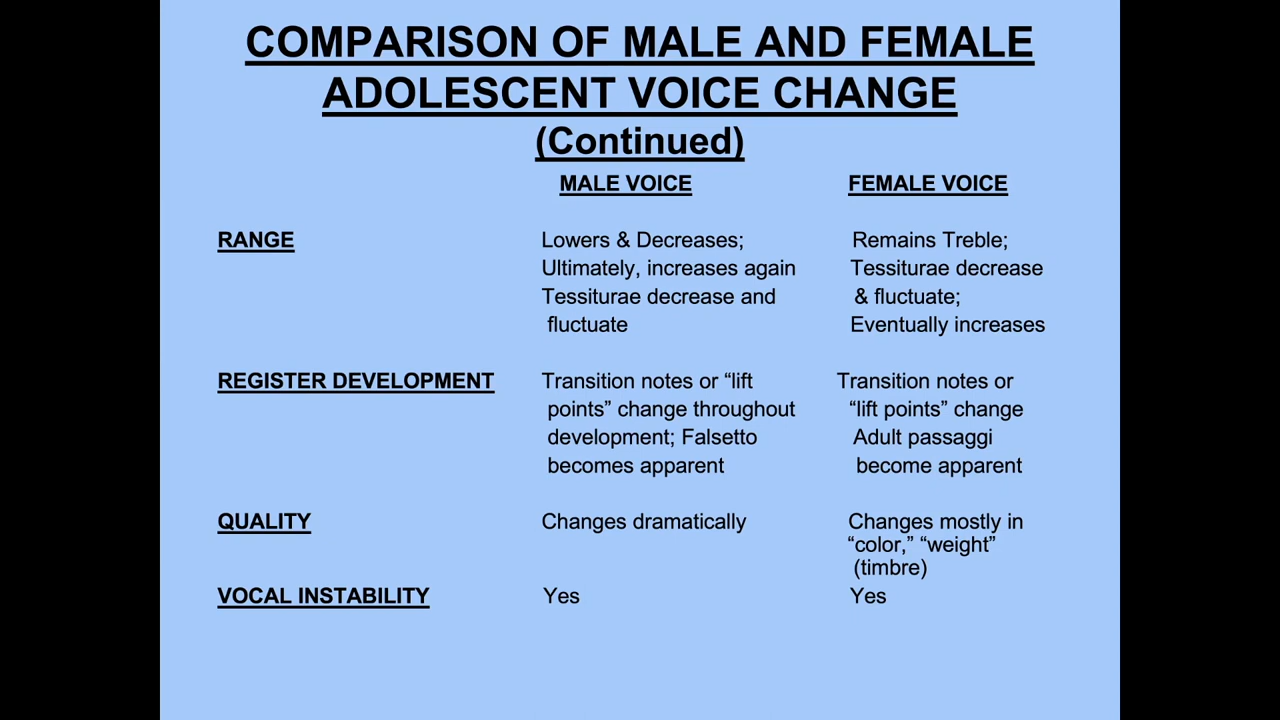 COMPARISON OF MALE AND FEMALE
ADOLESCENT VOICE CHANGE
(Continued)
MALE VOICE FEMALE VOICE
RANGE Lowers & Decreases; Remains Treble;
Ultimately, increases again Tessiturae decrease
Tessiturae decrease and & fluctuate;
fluctuate Eventually increases
REGISTER DEVELOPMENT Transition notes or “lift Transition notes or
points” change throughout “lift points” change
development; Falsetto Adult passaggi
becomes apparent become apparent
QUALITY Changes dramatically Changes mostly in
“color,” “weight”
(timbre)
VOCAL INSTABILITY Yes Yes